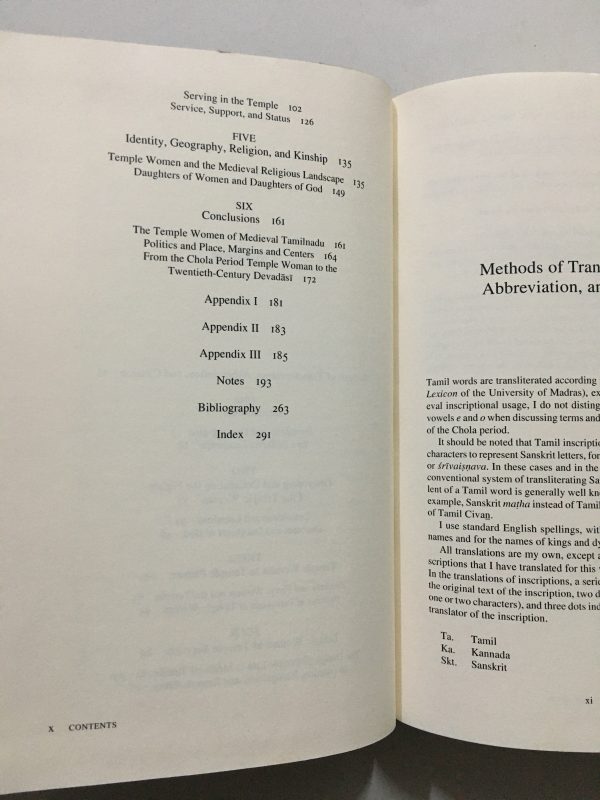 Serving in the Temple 102
Service, Support, and Status 126
FIVE
Identity, Geography, Religion, and Kinship 135
Temple Women and the Medieval Religious Landscape 135
Daughters of Women and Daughters of God 149
SIX
Conclusions 161
The Temple Women of Medieval Tamilnadu 161
Politics and Place, Margins and Centers 164
From the Chola Period Temple Woman to the
Twentieth-Century Devadāsī 172
Appendix I 181
Appendix II 183
Appendix III 185
Notes 193
Bibliography 263
Index 291
x CONTENTS
Methods of Tran
Abbreviation, an
Tamil words are transliterated according
Lexicon of the University of Madras), ex
eval inscriptional usage, I do not disting
vowels e and o when discussing terms and
of the Chola period.
It should be noted that Tamil inscriptio
characters to represent Sanskrit letters, for
or śrīvaiṣṇava. In these cases and in the
conventional system of transliterating Sa
lent of a Tamil word is generally well kno
example, Sanskrit maṭha instead of Tamil
of Tamil Civaṉ.
I use standard English spellings, with
names and for the names of kings and dy
All translations are my own, except a
scriptions that I have translated for this
In the translations of inscriptions, a serie
the original text of the inscription, two d
one or two characters), and three dots ind
translator of the inscription.
Ta. Tamil
Ka. Kannada
Skt. Sanskrit
xi